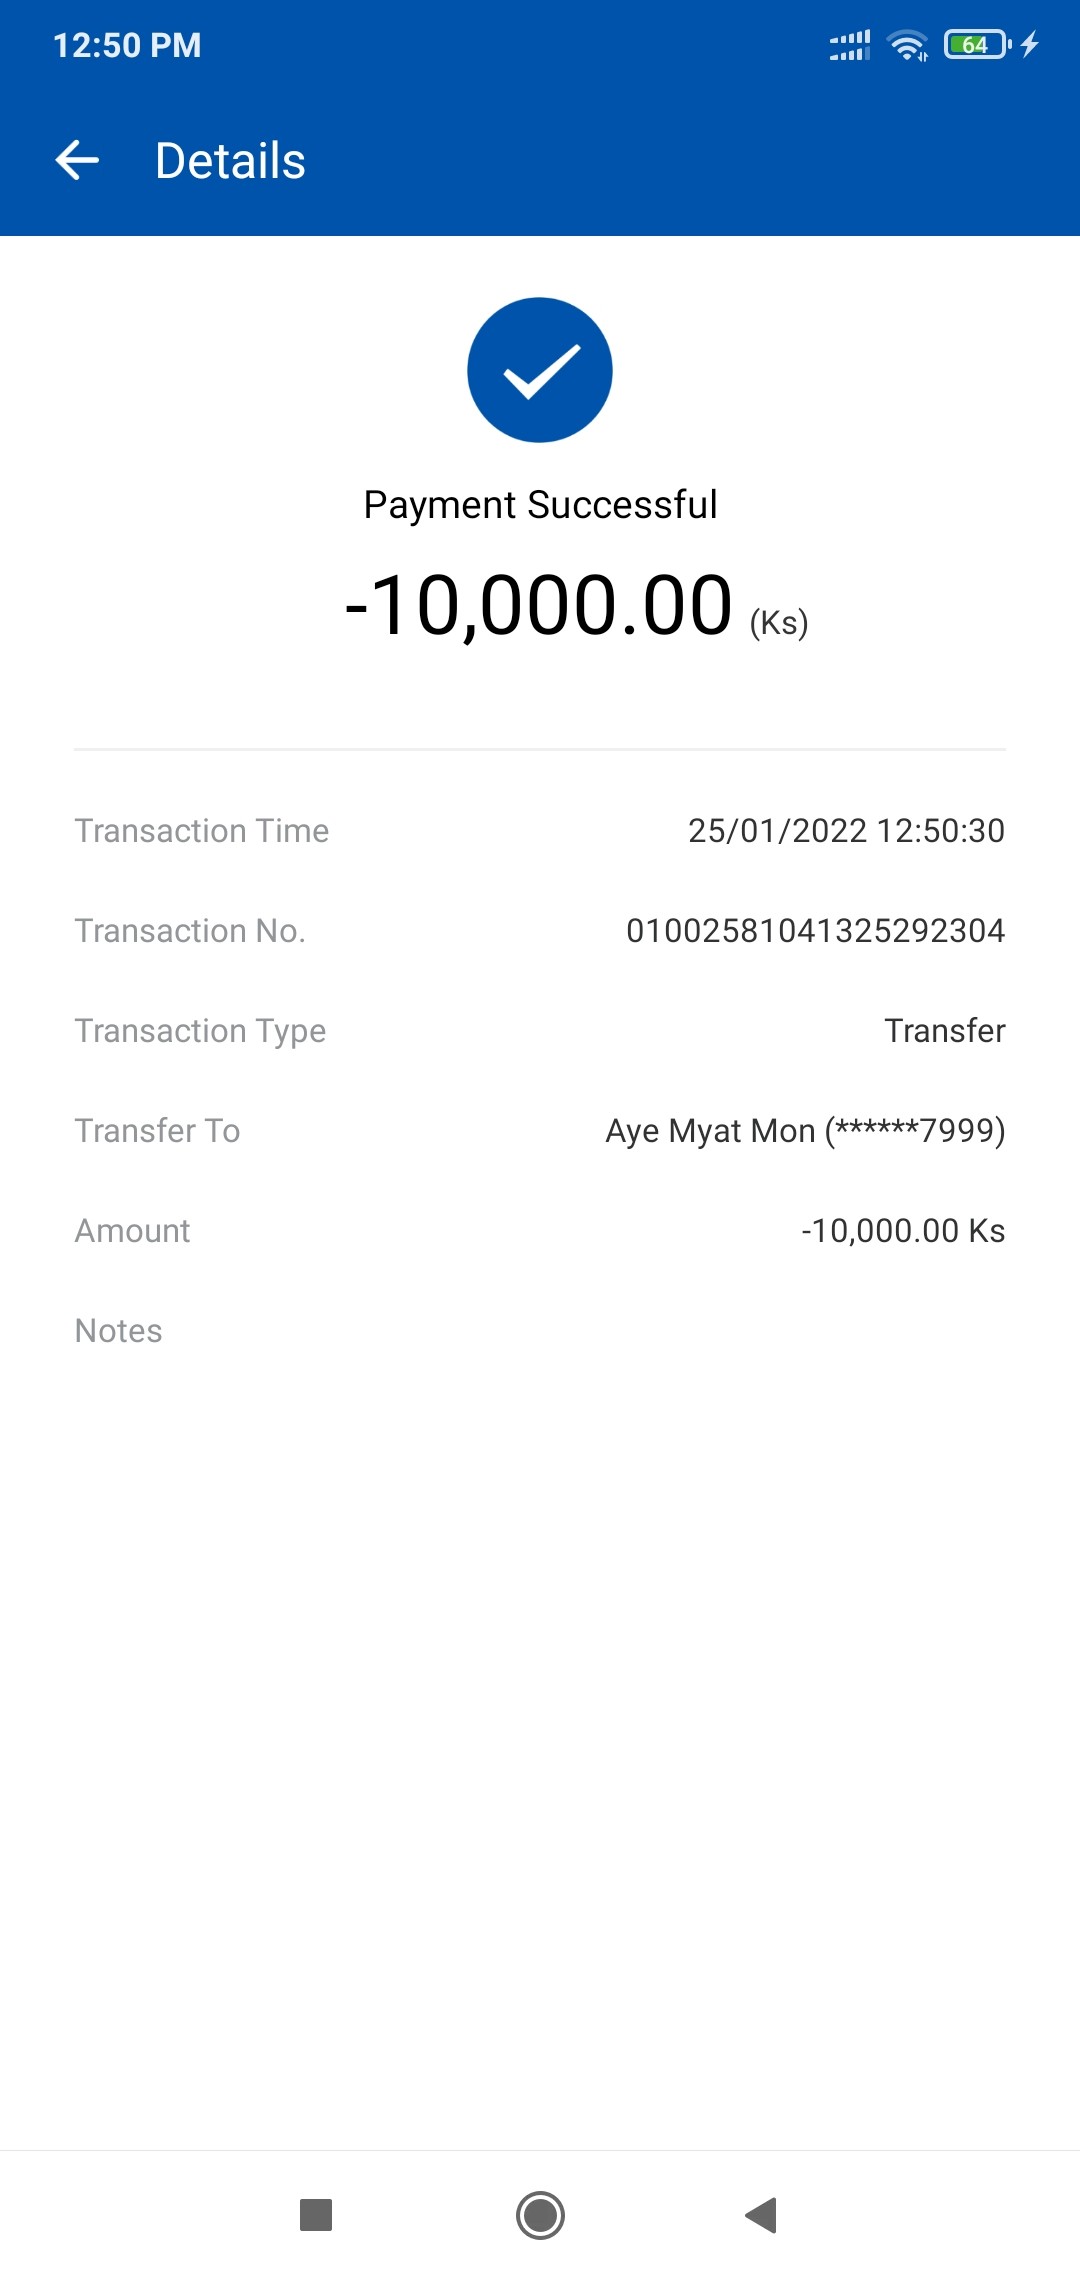 12:50 PM
64
Details
Payment Successful
-10,000.00 (Ks)
Transaction Time 25/01/2022 12:50:30
Transaction No. 01002581041325292304
Transaction Type Transfer
Transfer To Aye Myat Mon (******7999)
Amount -10,000.00 Ks
Notes